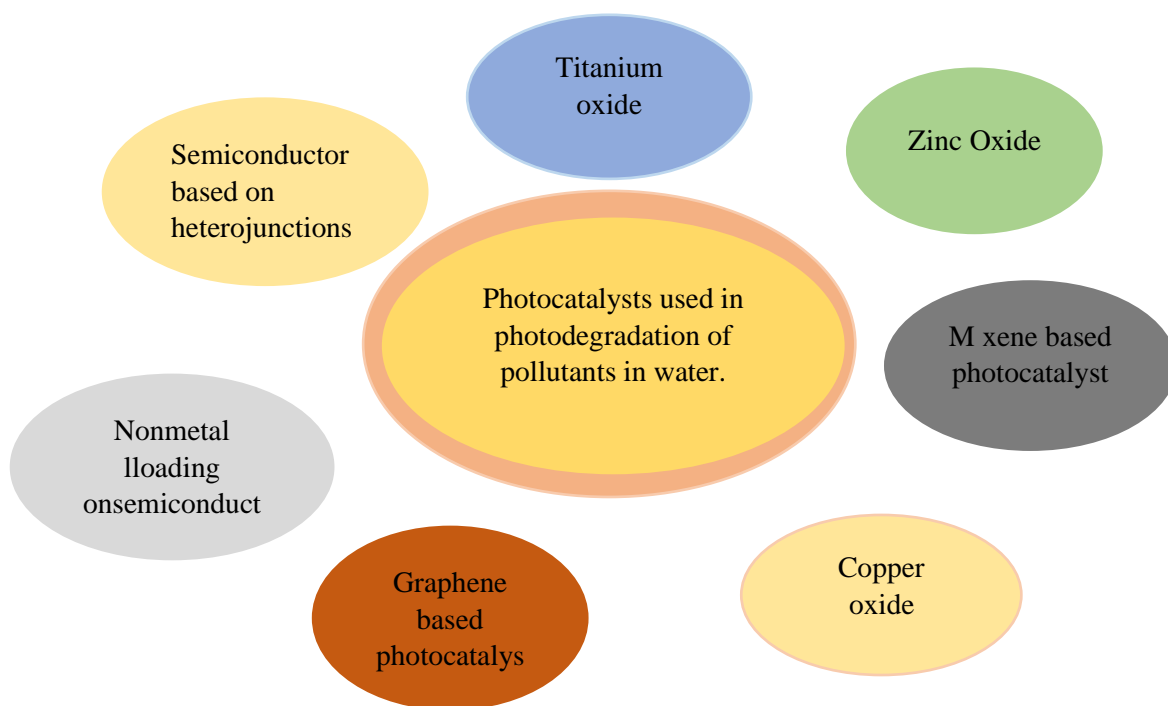 Titanium
oxide
Zinc Oxide
Semiconductor
based on
heterojunctions
Photocatalysts used in
photodegradation of
pollutants in water.
M xene based
photocatalyst
Nonmetal
lloading
onsemiconduct
Graphene
based
photocatalys
Copper
oxide